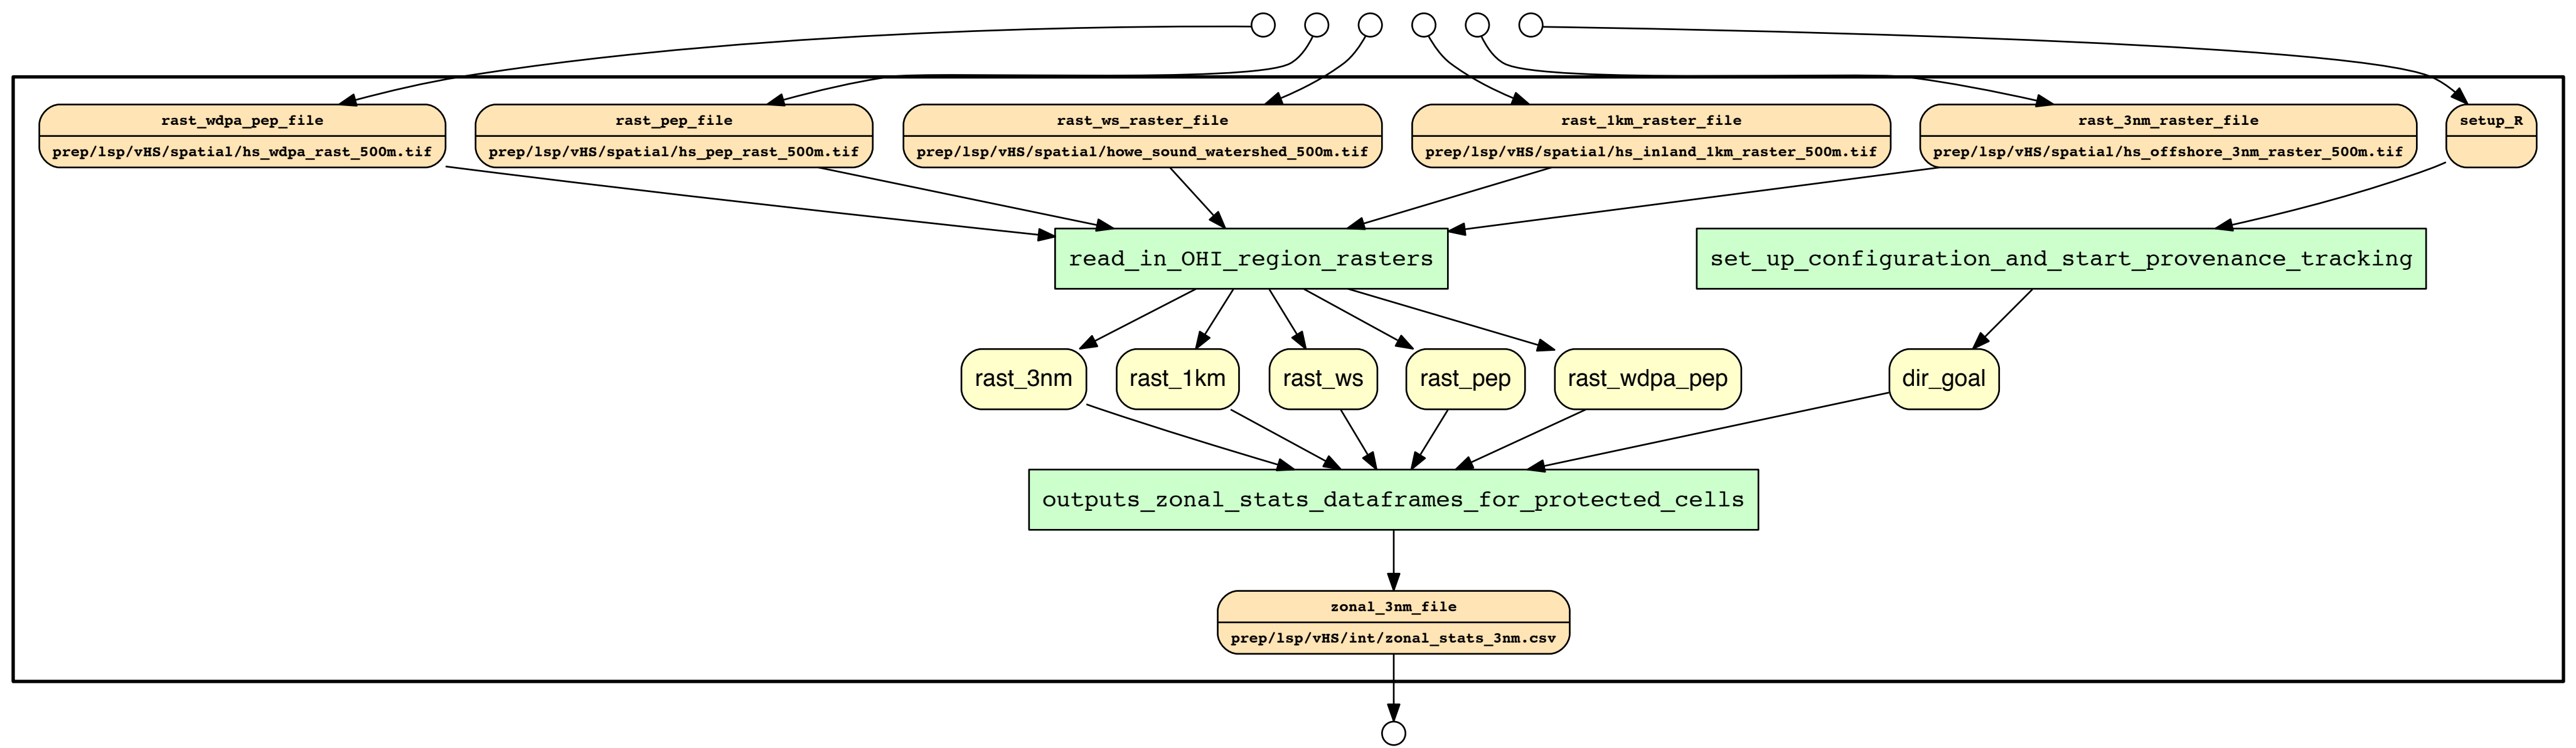 rast_wdpa_pep_file
prep/lsp/vHS/spatial/hs_wdpa_rast_500m.tif
rast_pep_file
prep/lsp/vHS/spatial/hs_pep_rast_500m.tif
rast_ws_raster_file
prep/lsp/vHS/spatial/howe_sound_watershed_500m.tif
rast_1km_raster_file
prep/lsp/vHS/spatial/hs_inland_1km_raster_500m.tif
rast_3nm_raster_file
prep/lsp/vHS/spatial/hs_offshore_3nm_raster_500m.tif
setup_R
read_in_OHI_region_rasters
set_up_configuration_and_start_provenance_tracking
rast_3nm
rast_1km
rast_ws
rast_pep
rast_wdpa_pep
dir_goal
outputs_zonal_stats_dataframes_for_protected_cells
zonal_3nm_file
prep/lsp/vHS/int/zonal_stats_3nm.csv